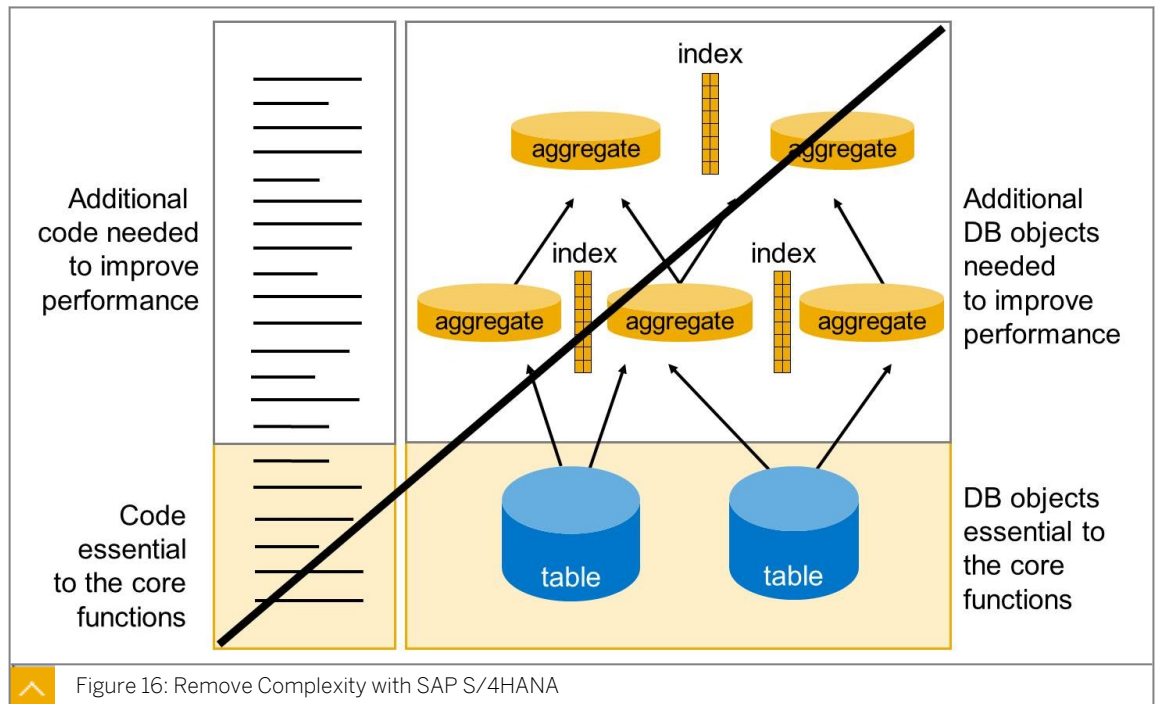 Additional
code needed
to improve
performance
Code
essential
to the core
functions
index
aggregate
aggregate
index
index
aggregate
aggregate
aggregate
table
table
Additional
DB objects
needed
to improve
performance
DB objects
essential to
the core
functions
Figure 16: Remove Complexity with SAP S/4HANA